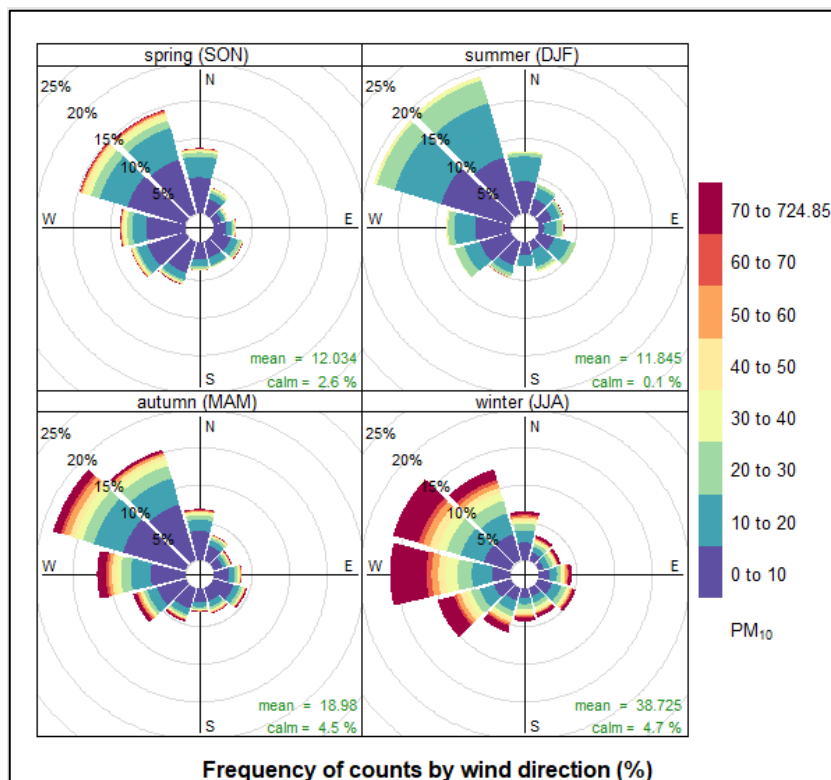 spring (SON)
25%
20%
15%
10%
5%
N
W
E
S
mean = 12.034
calm = 2.6 %
summer (DJF)
25%
20%
15%
10%
5%
N
W
E
S
mean = 11.845
calm = 0.1 %
autumn (MAM)
25%
20%
15%
10%
5%
N
W
E
S
mean = 18.98
calm = 4.5 %
winter (JJA)
25%
20%
15%
10%
5%
N
W
E
S
mean = 38.725
calm = 4.7 %
70 to 724.85
60 to 70
50 to 60
40 to 50
30 to 40
20 to 30
10 to 20
0 to 10
PM₁₀
Frequency of counts by wind direction (%)